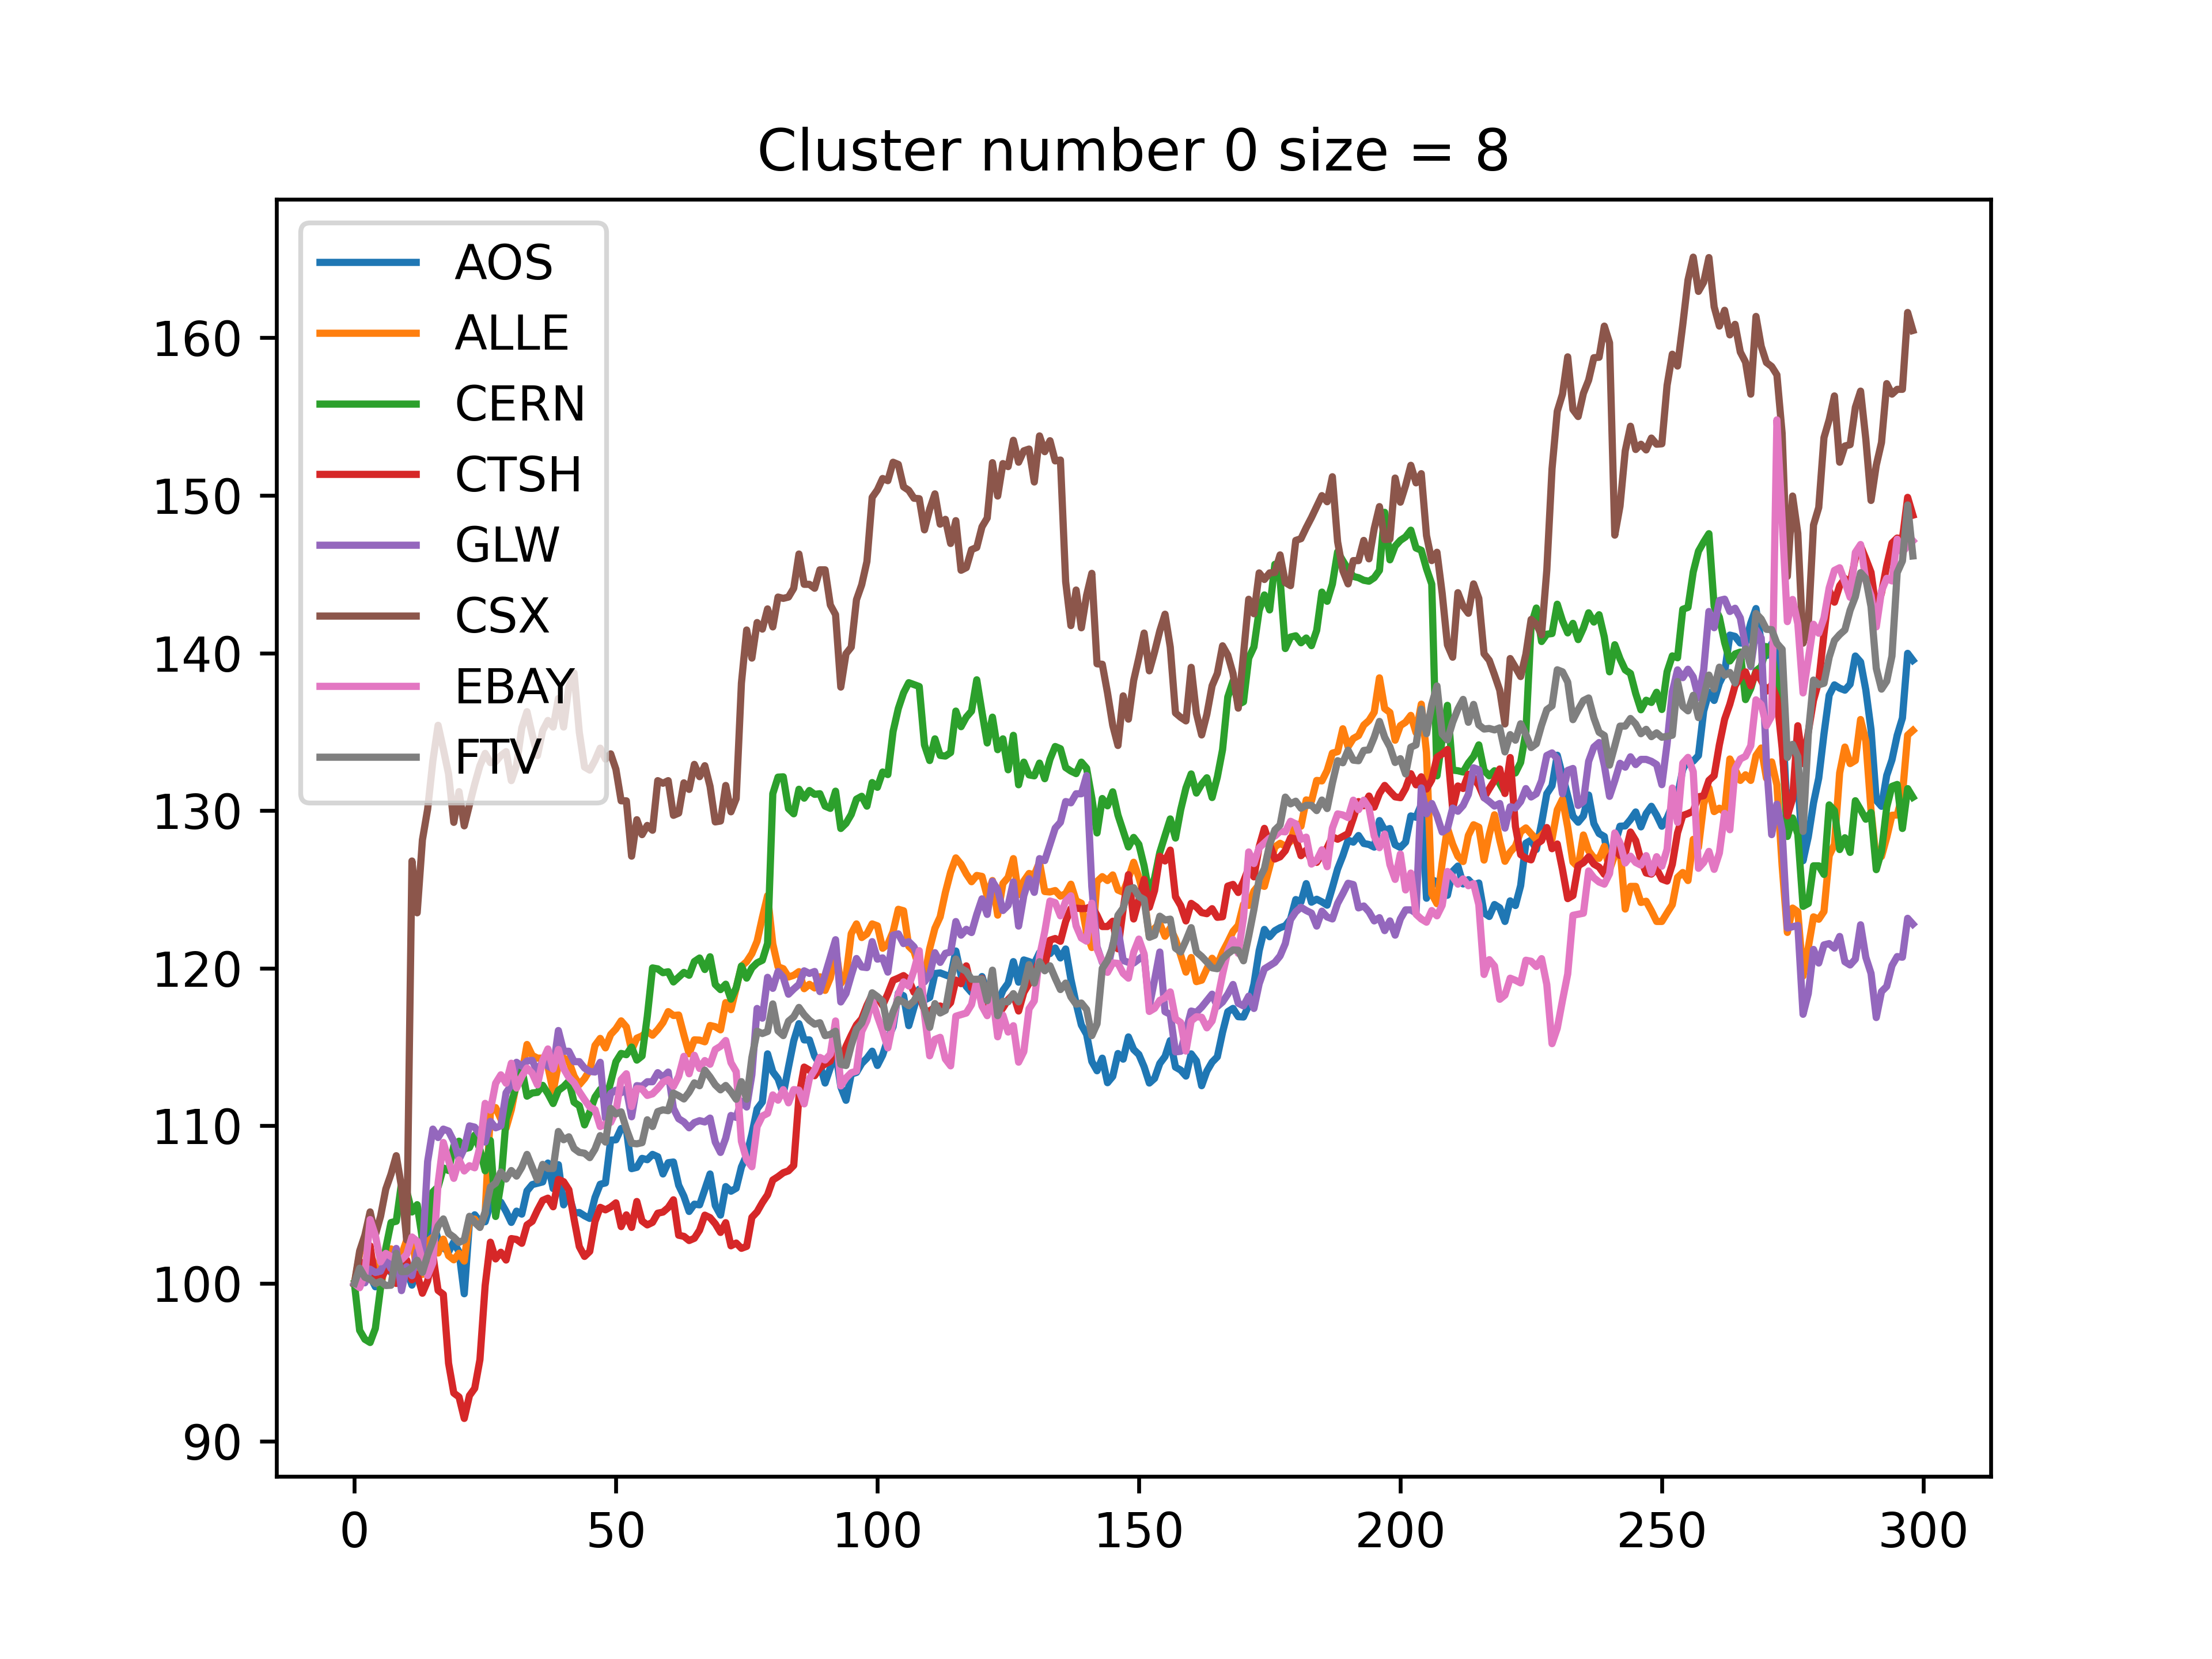 Cluster number 0 size = 8
AOS
ALLE
CERN
CTSH
GLW
CSX
EBAY
FTV
160
150
140
130
120
110
100
90
0 50 100 150 200 250 300